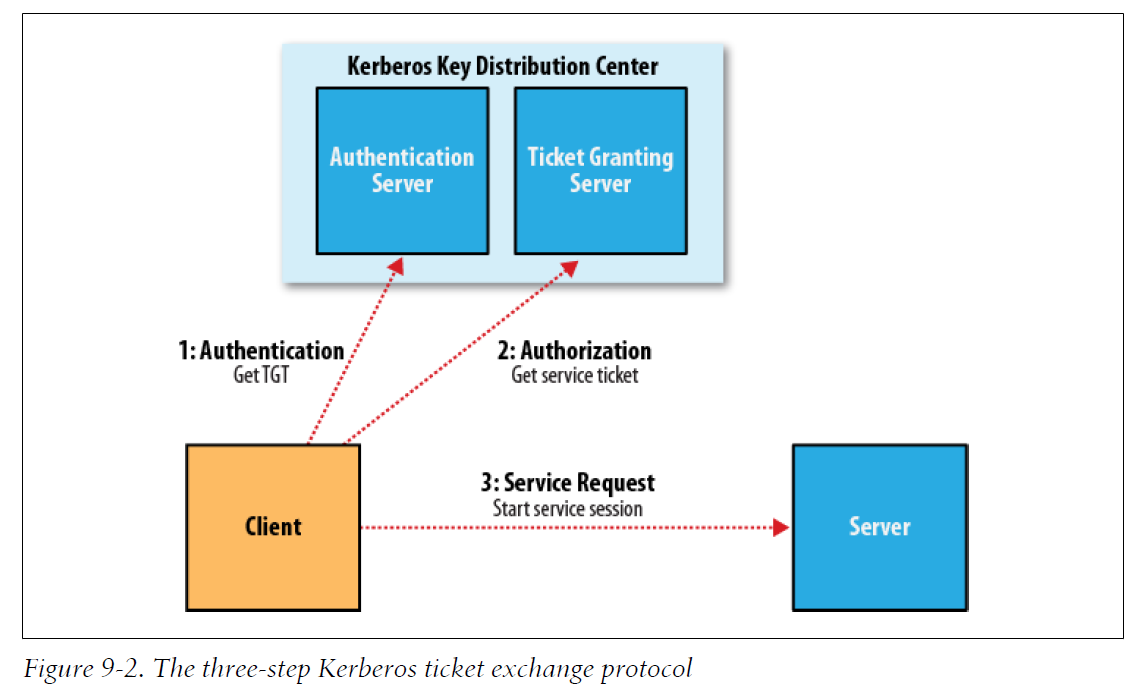 Kerberos Key Distribution Center
Authentication
Server
Ticket Granting
Server
1: Authentication
Get TGT
2: Authorization
Get service ticket
3: Service Request
Start service session
Client
Server
Figure 9-2. The three-step Kerberos ticket exchange protocol